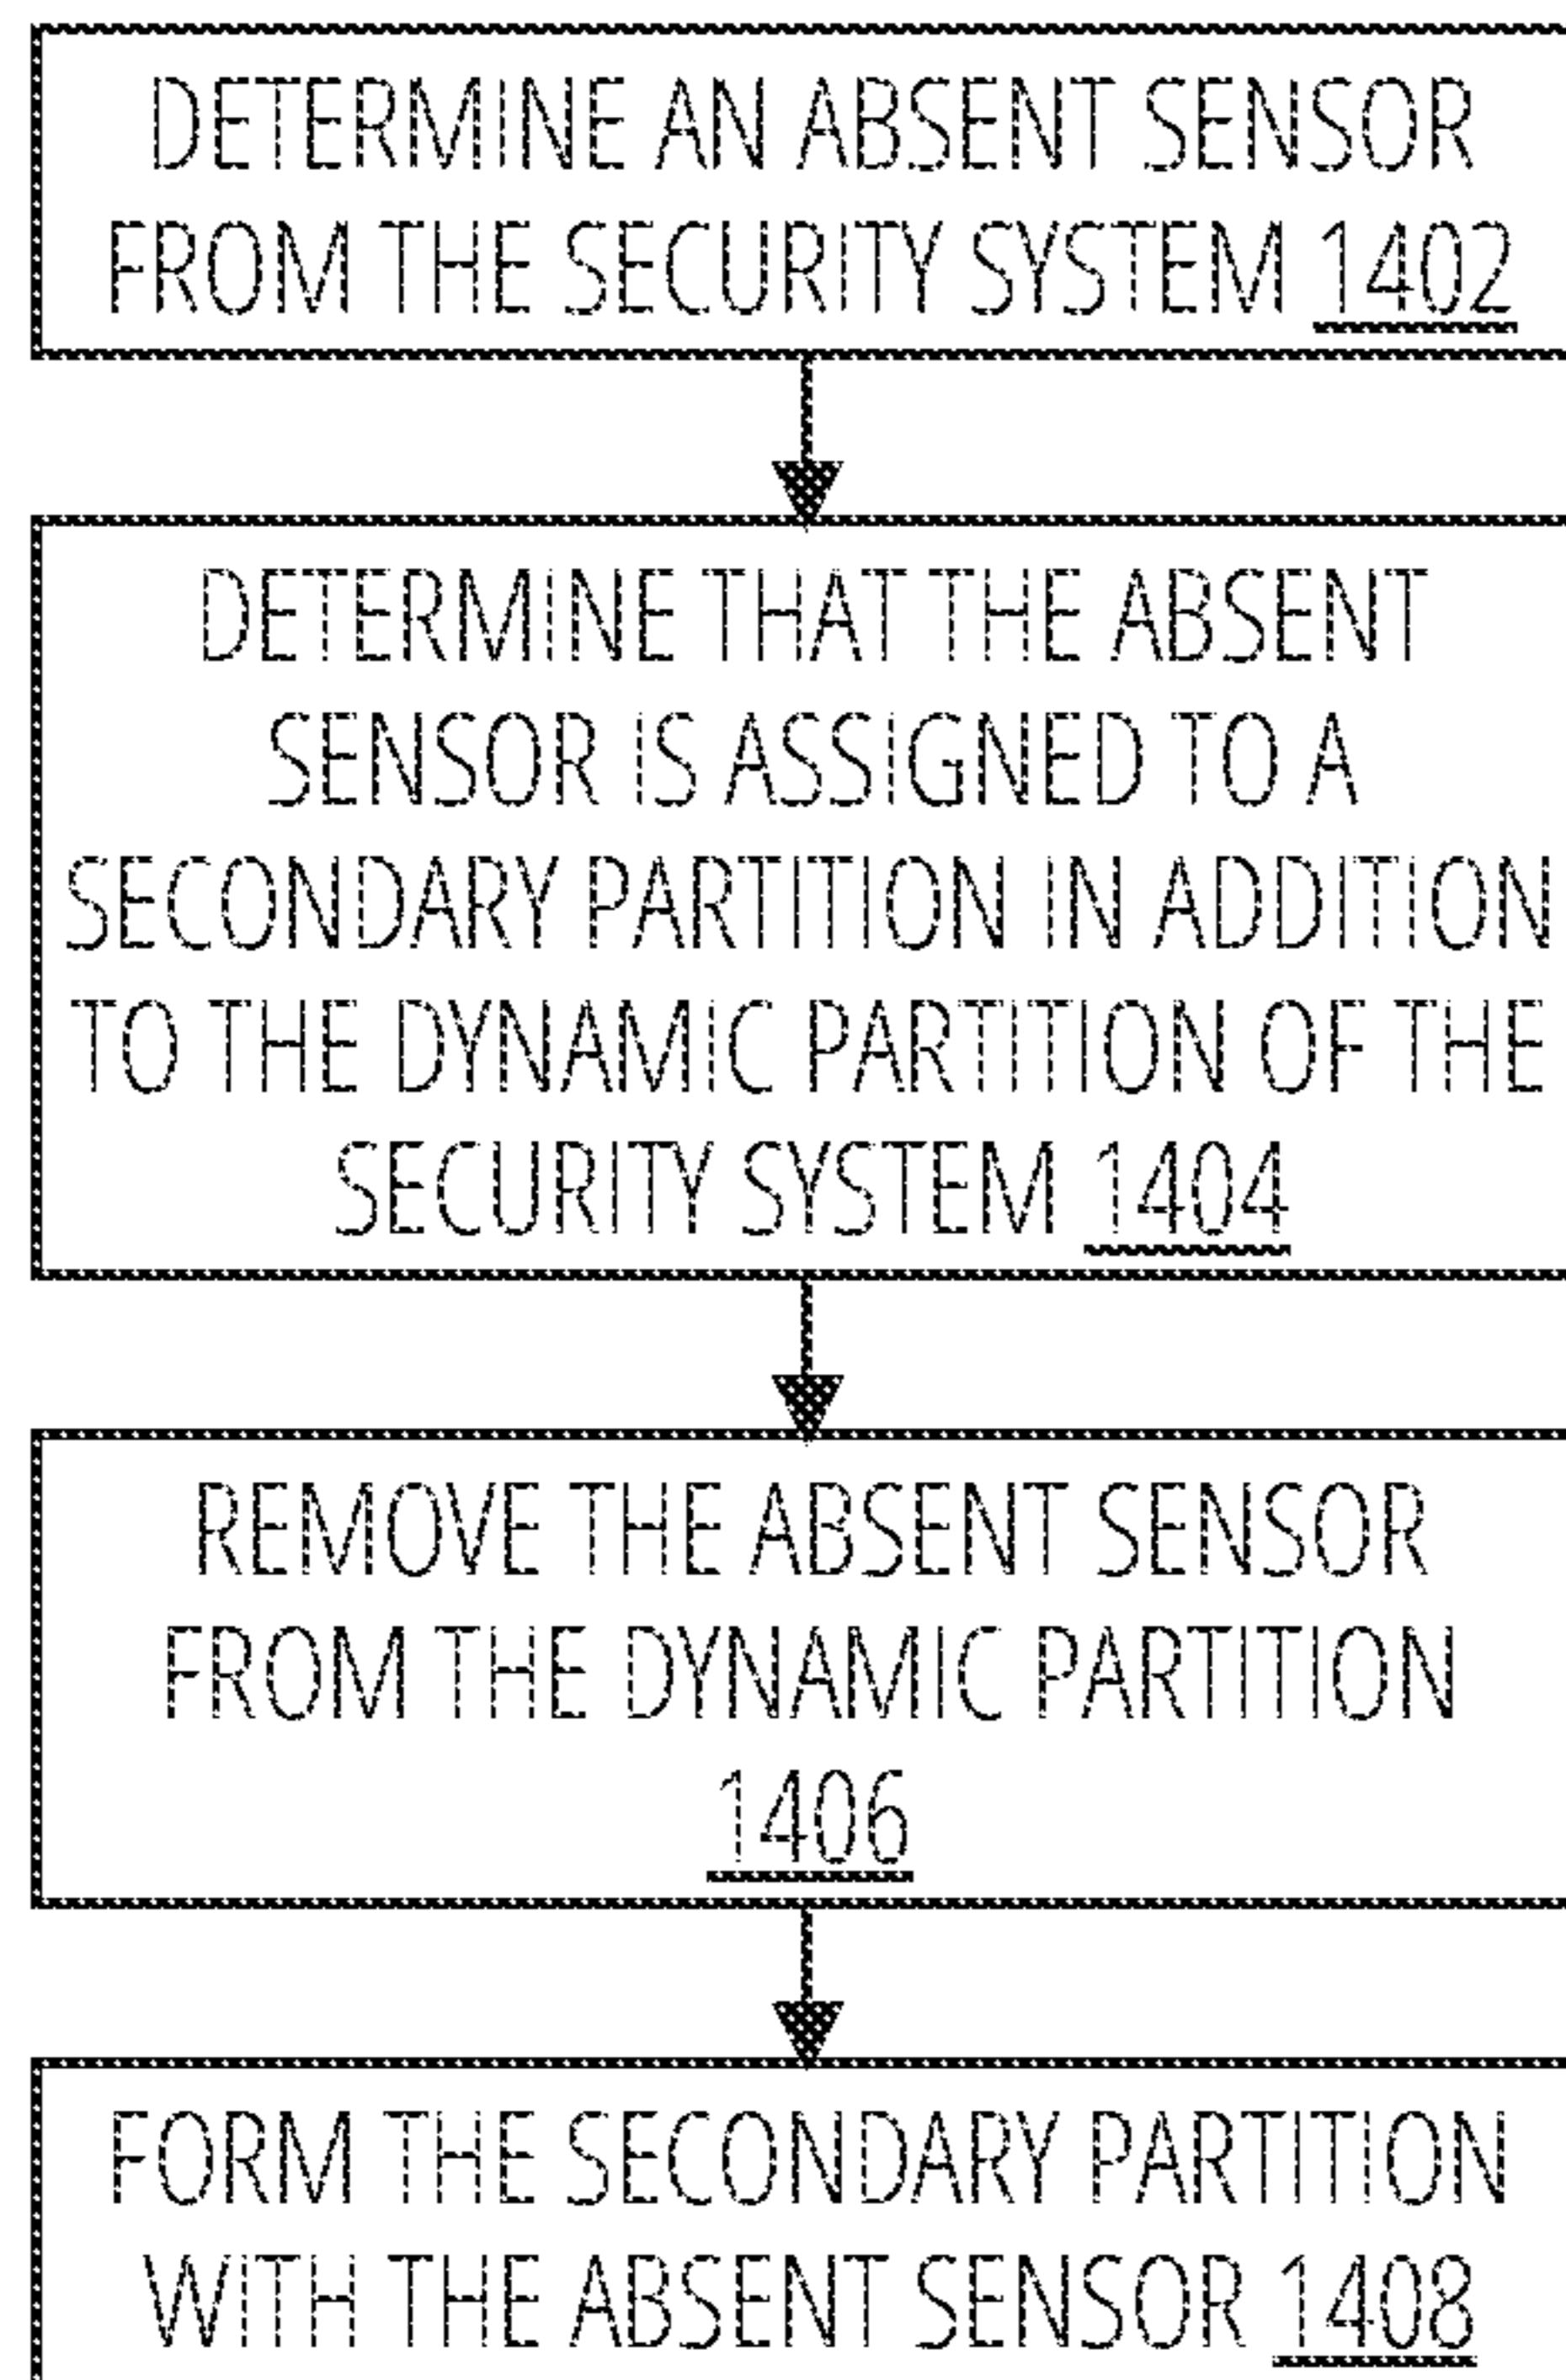 DETERMINE AN ABSENT SENSOR
FROM THE SECURITY SYSTEM 1402
DETERMINE THAT THE ABSENT
SENSOR IS ASSIGNED TO A
SECONDARY PARTITION IN ADDITION
TO THE DYNAMIC PARTITION OF THE
SECURITY SYSTEM 1404
REMOVE THE ABSENT SENSOR
FROM THE DYNAMIC PARTITION
1406
FORM THE SECONDARY PARTITION
WITH THE ABSENT SENSOR 1408